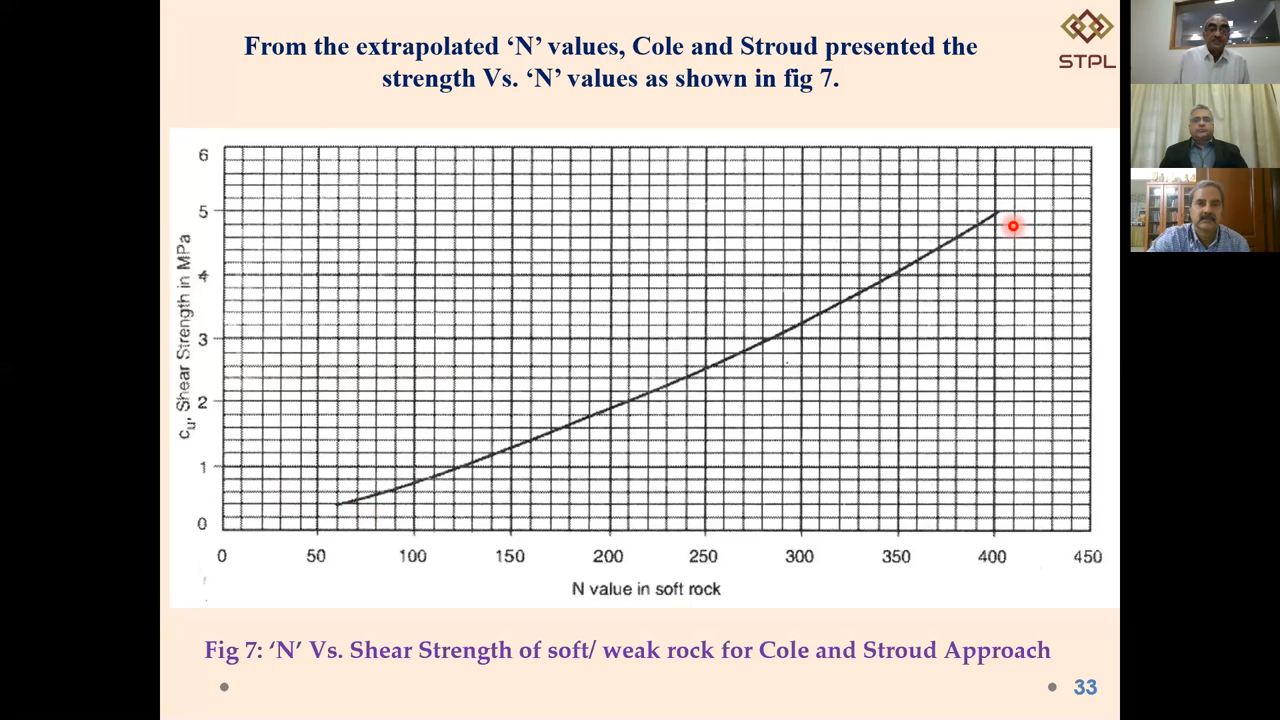 From the extrapolated ‘N’ values, Cole and Stroud presented the
strength Vs. ‘N’ values as shown in fig 7.
STPL
6
5
4
3
2
1
0
cu, Shear Strength in MPa
0 50 100 150 200 250 300 350 400 450
N value in soft rock
Fig 7: ‘N’ Vs. Shear Strength of soft/ weak rock for Cole and Stroud Approach
33